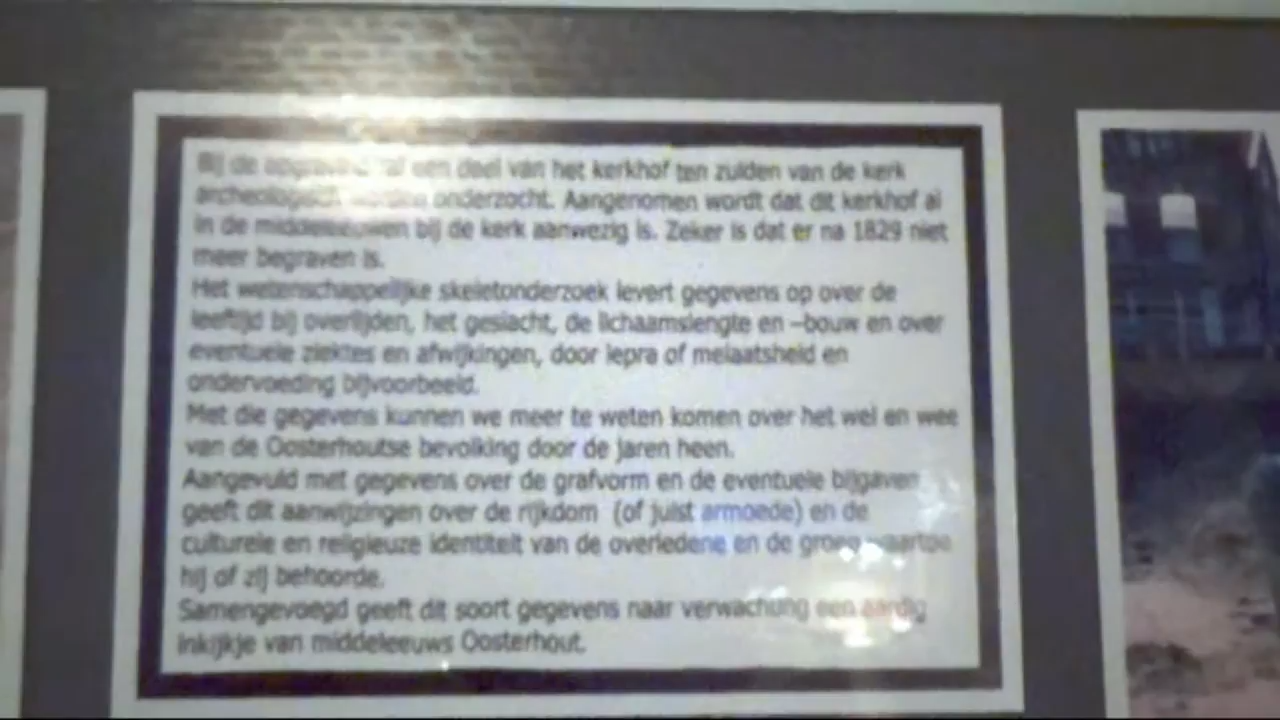 Bij de opgraving zal een deel van het kerkhof ten zuiden van de kerk
archeologisch worden onderzocht. Aangenomen wordt dat dit kerkhof al
in de middeleeuwen bij de kerk aanwezig is. Zeker is dat er na 1829 niet
meer begraven is.
Het wetenschappelijke skeletonderzoek levert gegevens op over de
leeftijd bij overlijden, het geslacht, de lichaamslengte en –bouw en over
eventuele ziektes en afwijkingen, door lepra of melaatsheid en
ondervoeding bijvoorbeeld.
Met die gegevens kunnen we meer te weten komen over het wel en wee
van de Oosterhoutse bevolking door de jaren heen.
Aangevuld met gegevens over de grafvorm en de eventuele bijgaven
geeft dit aanwijzingen over de rijkdom (of juist armoede) en de
culturele en religieuze identiteit van de overledene en de groep waartoe
hij of zij behoorde.
Samengevoegd geeft dit soort gegevens naar verwachting een aardig
inkijkje van middeleeuws Oosterhout.